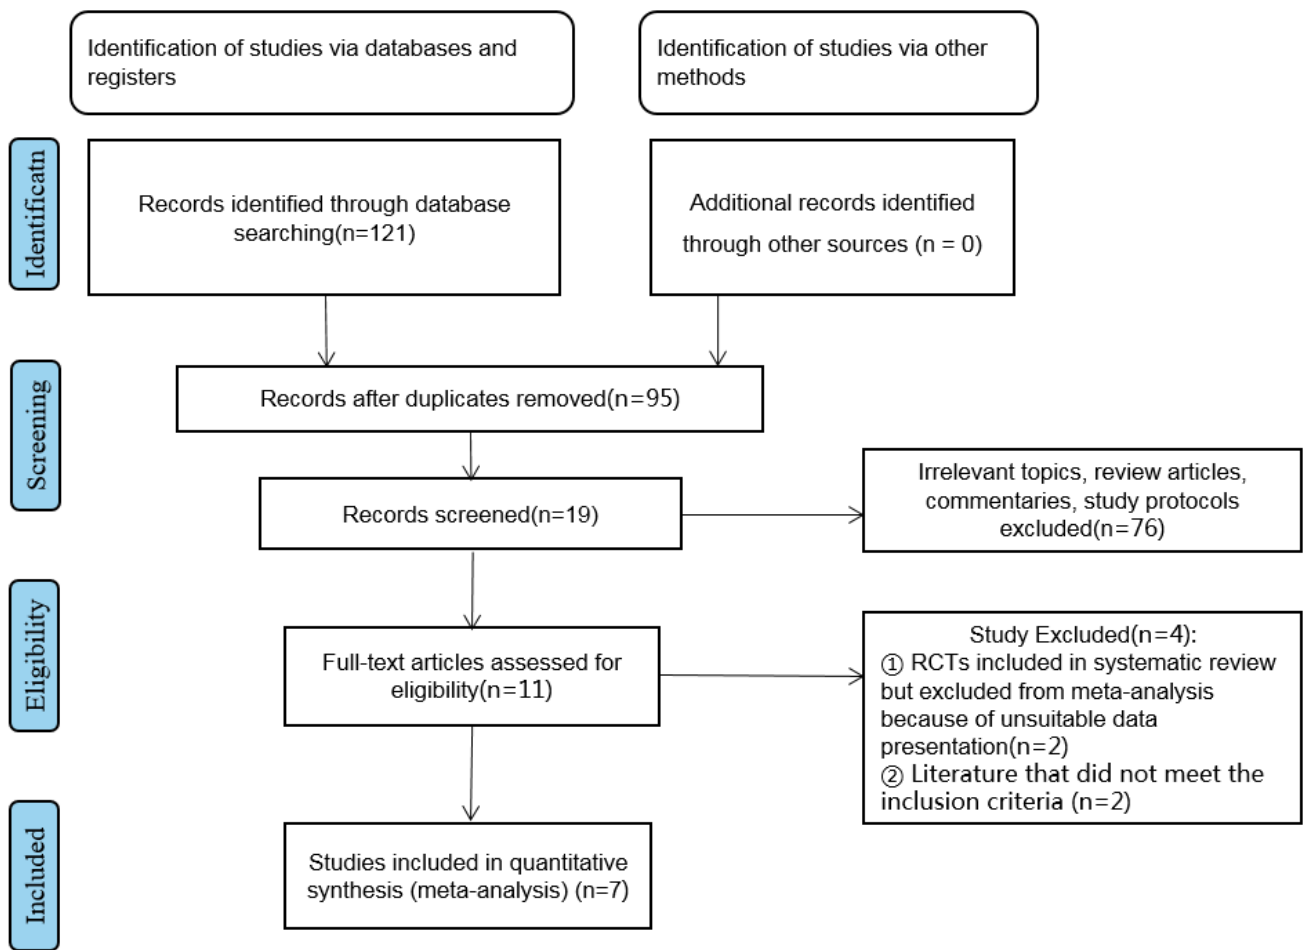 Identification of studies via databases and
registers
Identification of studies via other
methods
Identificatn
Records identified through database
searching(n=121)
Additional records identified
through other sources (n = 0)
Screening
Records after duplicates removed(n=95)
Records screened(n=19)
Irrelevant topics, review articles,
commentaries, study protocols
excluded(n=76)
Eligibility
Full-text articles assessed for
eligibility(n=11)
Study Excluded(n=4):
① RCTs included in systematic review
but excluded from meta-analysis
because of unsuitable data
presentation(n=2)
② Literature that did not meet the
inclusion criteria (n=2)
Included
Studies included in quantitative
synthesis (meta-analysis) (n=7)